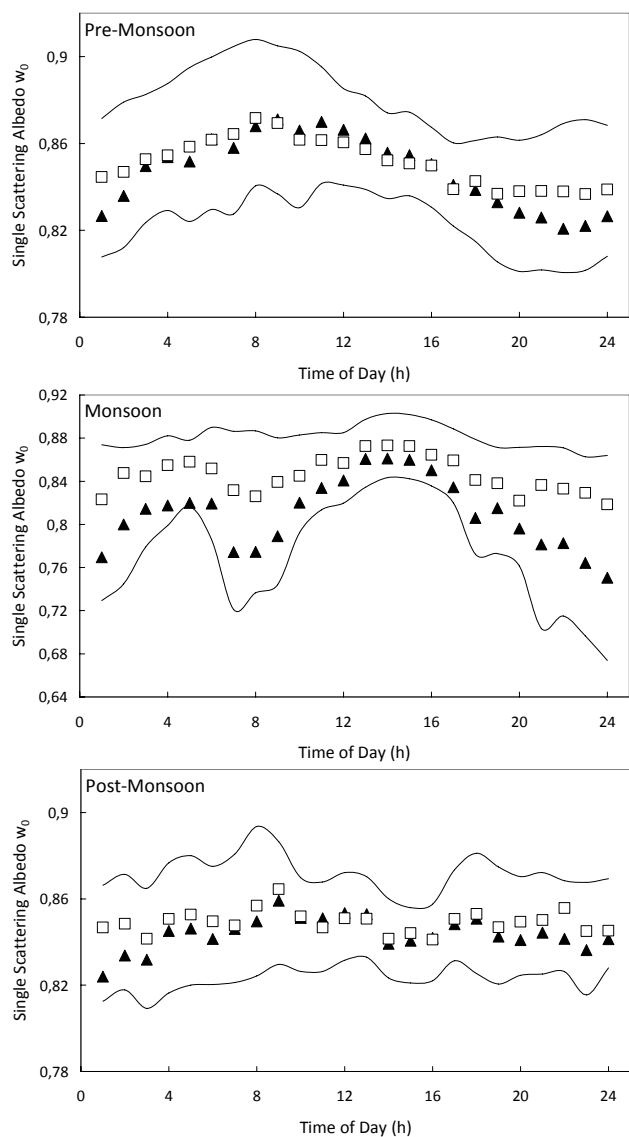 Pre-Monsoon
Single Scattering Albedo w₀
0,9
0,86
0,82
0,78
0 4 8 12 16 20 24
Time of Day (h)
Monsoon
Single Scattering Albedo w₀
0,92
0,88
0,84
0,8
0,76
0,72
0,68
0,64
0 4 8 12 16 20 24
Time of Day (h)
Post-Monsoon
Single Scattering Albedo w₀
0,9
0,86
0,82
0,78
0 4 8 12 16 20 24
Time of Day (h)